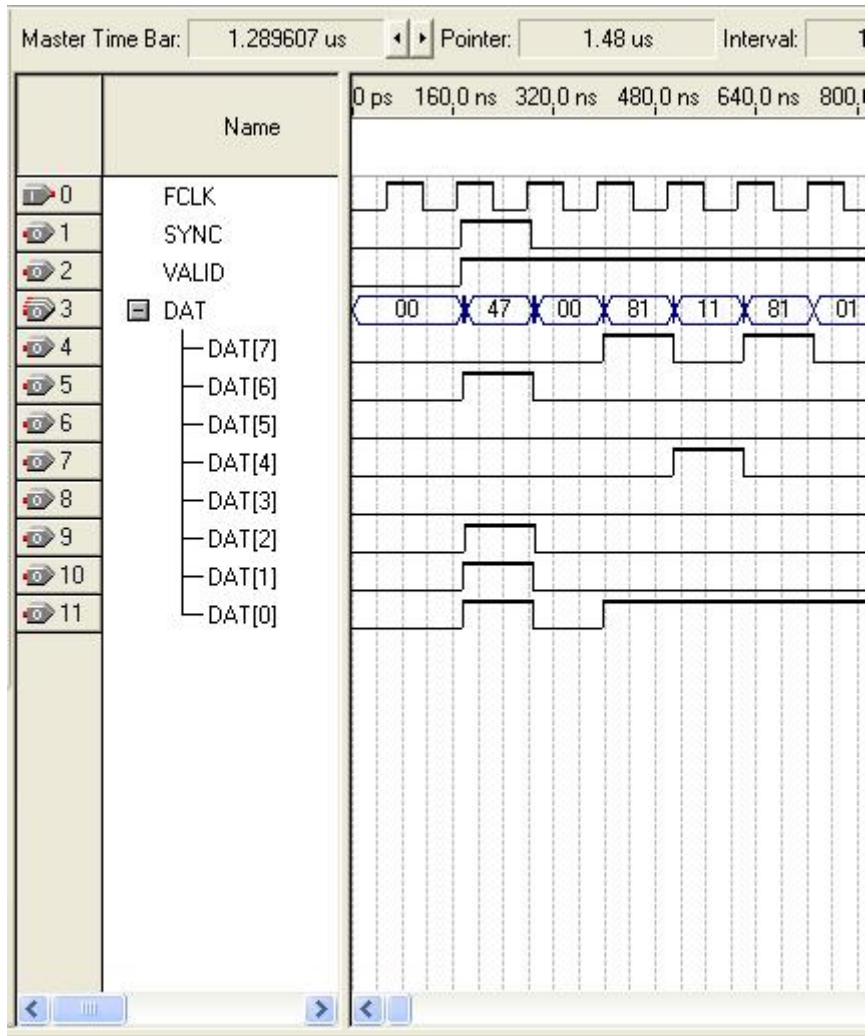 Master Time Bar: 1.289607 us Pointer: 1.48 us Interval: 1
Name
0 ps 160.0 ns 320.0 ns 480.0 ns 640.0 ns 800.
0 FCLK
1 SYNC
2 VALID
3 DAT 00 47 00 81 11 81 01
4 DAT[7]
5 DAT[6]
6 DAT[5]
7 DAT[4]
8 DAT[3]
9 DAT[2]
10 DAT[1]
11 DAT[0]